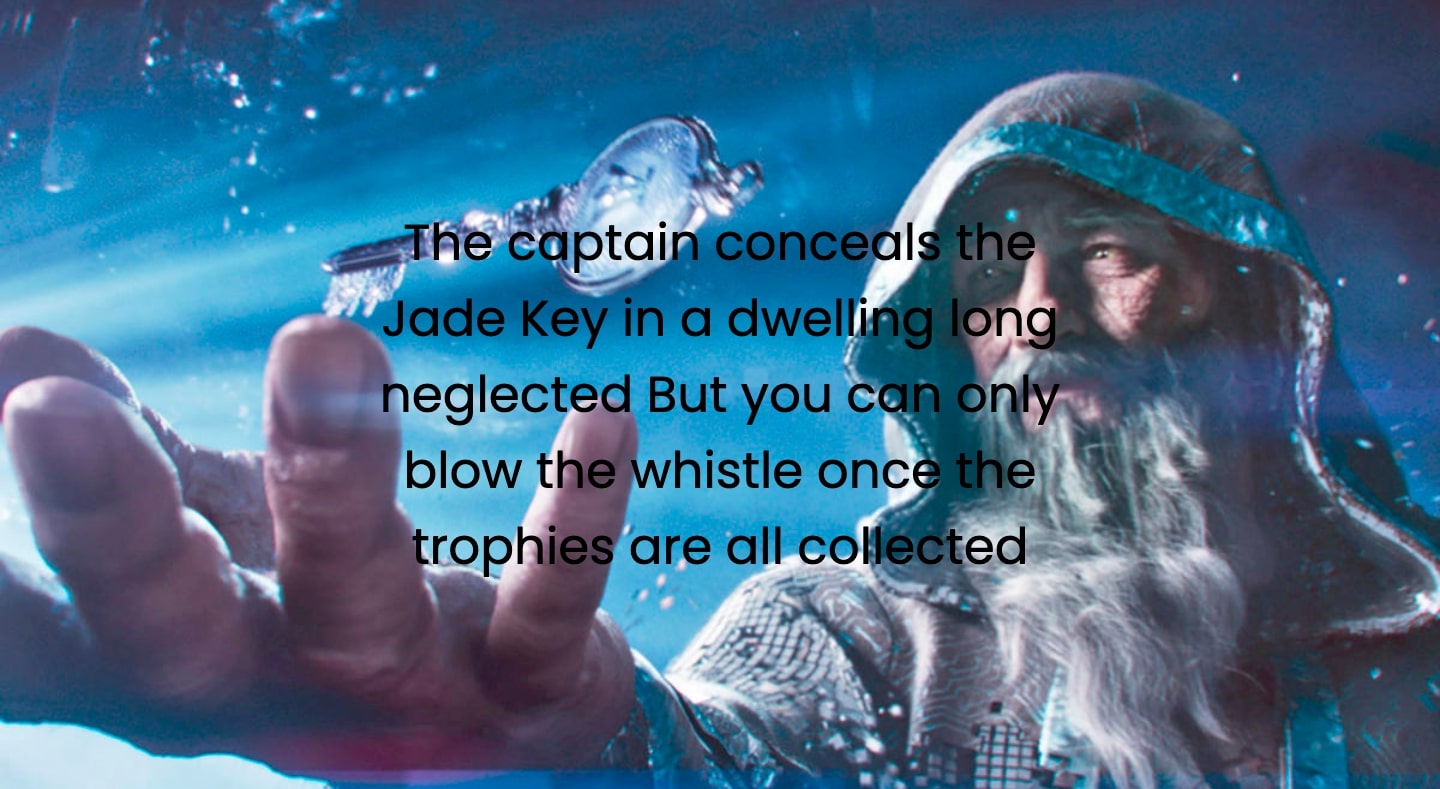 The captain conceals the
Jade Key in a dwelling long
neglected But you can only
blow the whistle once the
trophies are all collected